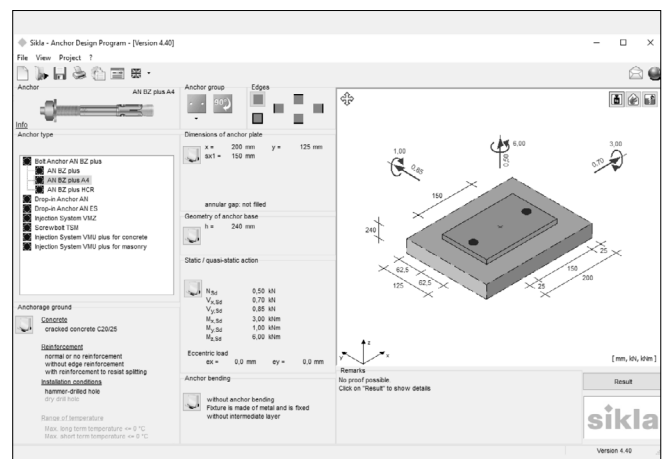 Sikla - Anchor Design Program - [Version 4.40]
File View Project ?
Anchor
AN BZ plus A4
Info
Anchor type
Bolt Anchor AN BZ plus
AN BZ plus
AN BZ plus A4
AN BZ plus HCR
Drop-in Anchor AN
Drop-in Anchor AN ES
Injection System VMZ
Screwbolt TSM
Injection System VMU plus for concrete
Injection System VMU plus for masonry
Anchorage ground
Concrete
cracked concrete C20/25
Reinforcement
normal or no reinforcement
without edge reinforcement
with reinforcement to resist splitting
Installation conditions
hammer-drilled hole
dry drill hole
Range of temperature
Max. long term temperature <= 0 °C
Max. short term temperature <= 0 °C
Anchor group
90°
Edges
Dimensions of anchor plate
x = 200 mm y = 125 mm
sx1 = 150 mm
annular gap: not filled
Geometry of anchor base
h = 240 mm
Static / quasi-static action
NSd 0,50 kN
Vx,Sd 0,70 kN
Vy,Sd 0,85 kN
Mx,Sd 3,00 kNm
My,Sd 1,00 kNm
Mz,Sd 6,00 kNm
Eccentric load
ex = 0,0 mm ey = 0,0 mm
Anchor bending
without anchor bending
Fixture is made of metal and is fixed
without intermediate layer
1,00
0,85
6,00
0,50
3,00
0,70
150
240
62,5
62,5
125
25
150
25
200
z
y
x
[ mm, kN, kNm ]
Remarks
No proof possible
Click on "Result" to show details
Result
sikla
Version 4.40